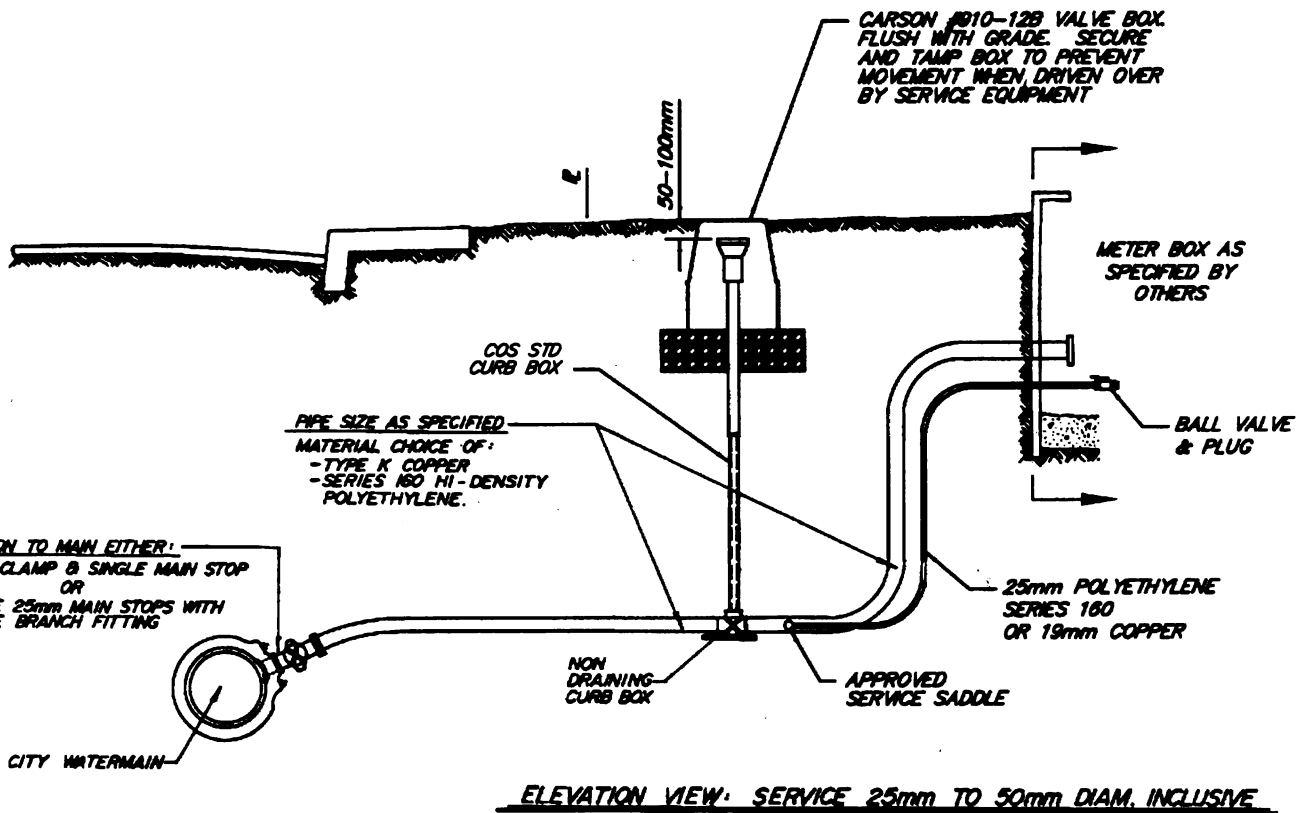 CARSON #910-12B VALVE BOX.
FLUSH WITH GRADE. SECURE
AND TAMP BOX TO PREVENT
MOVEMENT WHEN DRIVEN OVER
BY SERVICE EQUIPMENT
50-100mm
METER BOX AS
SPECIFIED BY
OTHERS
COS STD
CURB BOX
PIPE SIZE AS SPECIFIED
MATERIAL CHOICE OF:
-TYPE K COPPER
-SERIES 160 HI-DENSITY
POLYETHYLENE.
BALL VALVE
& PLUG
ON TO MAIN EITHER:
CLAMP & SINGLE MAIN STOP
OR
E 25mm MAIN STOPS WITH
E BRANCH FITTING
25mm POLYETHYLENE
SERIES 160
OR 19mm COPPER
NON
DRAINING
CURB BOX
APPROVED
SERVICE SADDLE
CITY WATERMAIN
ELEVATION VIEW: SERVICE 25mm TO 50mm DIAM. INCLUSIVE